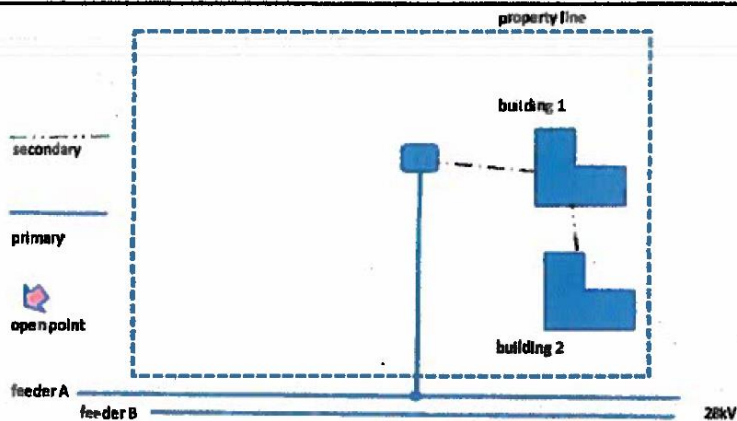 property line
building 1
secondary
primary
open point
building 2
feeder A
feeder B
28kV